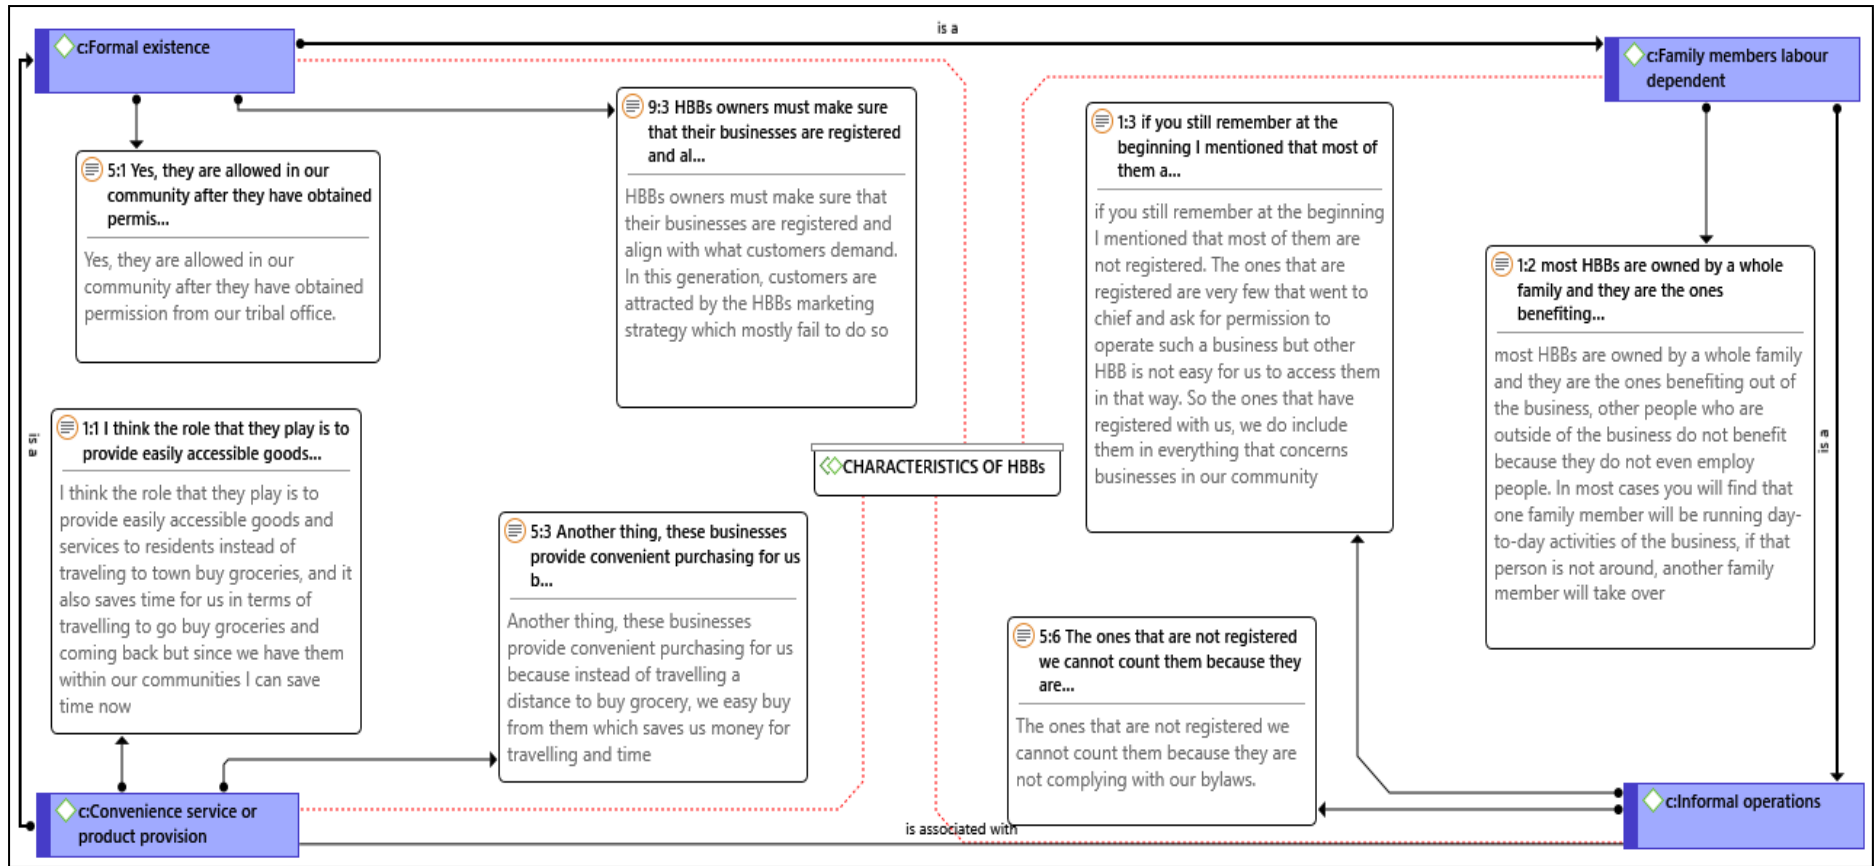 is a
c:Formal existence
c:Family members labour
dependent
9:3 HBBs owners must make sure
that their businesses are registered
and al...
HBBs owners must make sure that
their businesses are registered and
align with what customers demand.
In this generation, customers are
attracted by the HBBs marketing
strategy which mostly fail to do so
1:3 if you still remember at the
beginning I mentioned that most of
them a...
if you still remember at the beginning
I mentioned that most of them are
not registered. The ones that are
registered are very few that went to
chief and ask for permission to
operate such a business but other
HBB is not easy for us to access them
in that way. So the ones that have
registered with us, we do include
them in everything that concerns
businesses in our community
5:1 Yes, they are allowed in our
community after they have obtained
permis...
Yes, they are allowed in our
community after they have obtained
permission from our tribal office.
1:2 most HBBs are owned by a whole
family and they are the ones
benefiting...
most HBBs are owned by a whole family
and they are the ones benefiting out of
the business, other people who are
outside of the business do not benefit
because they do not even employ
people. In most cases you will find that
one family member will be running day-
to-day activities of the business, if that
person is not around, another family
member will take over
is a
is a
1:1 I think the role that they play is to
provide easily accessible goods...
I think the role that they play is to
provide easily accessible goods and
services to residents instead of
traveling to town buy groceries, and it
also saves time for us in terms of
travelling to go buy groceries and
coming back but since we have them
within our communities I can save
time now
CHARACTERISTICS OF HBBs
5:3 Another thing, these businesses
provide convenient purchasing for us
b...
Another thing, these businesses
provide convenient purchasing for us
because instead of travelling a
distance to buy grocery, we easy buy
from them which saves us money for
travelling and time
5:6 The ones that are not registered
we cannot count them because they
are...
The ones that are not registered we
cannot count them because they are
not complying with our bylaws.
c:Convenience service or
product provision
c:Informal operations
is associated with